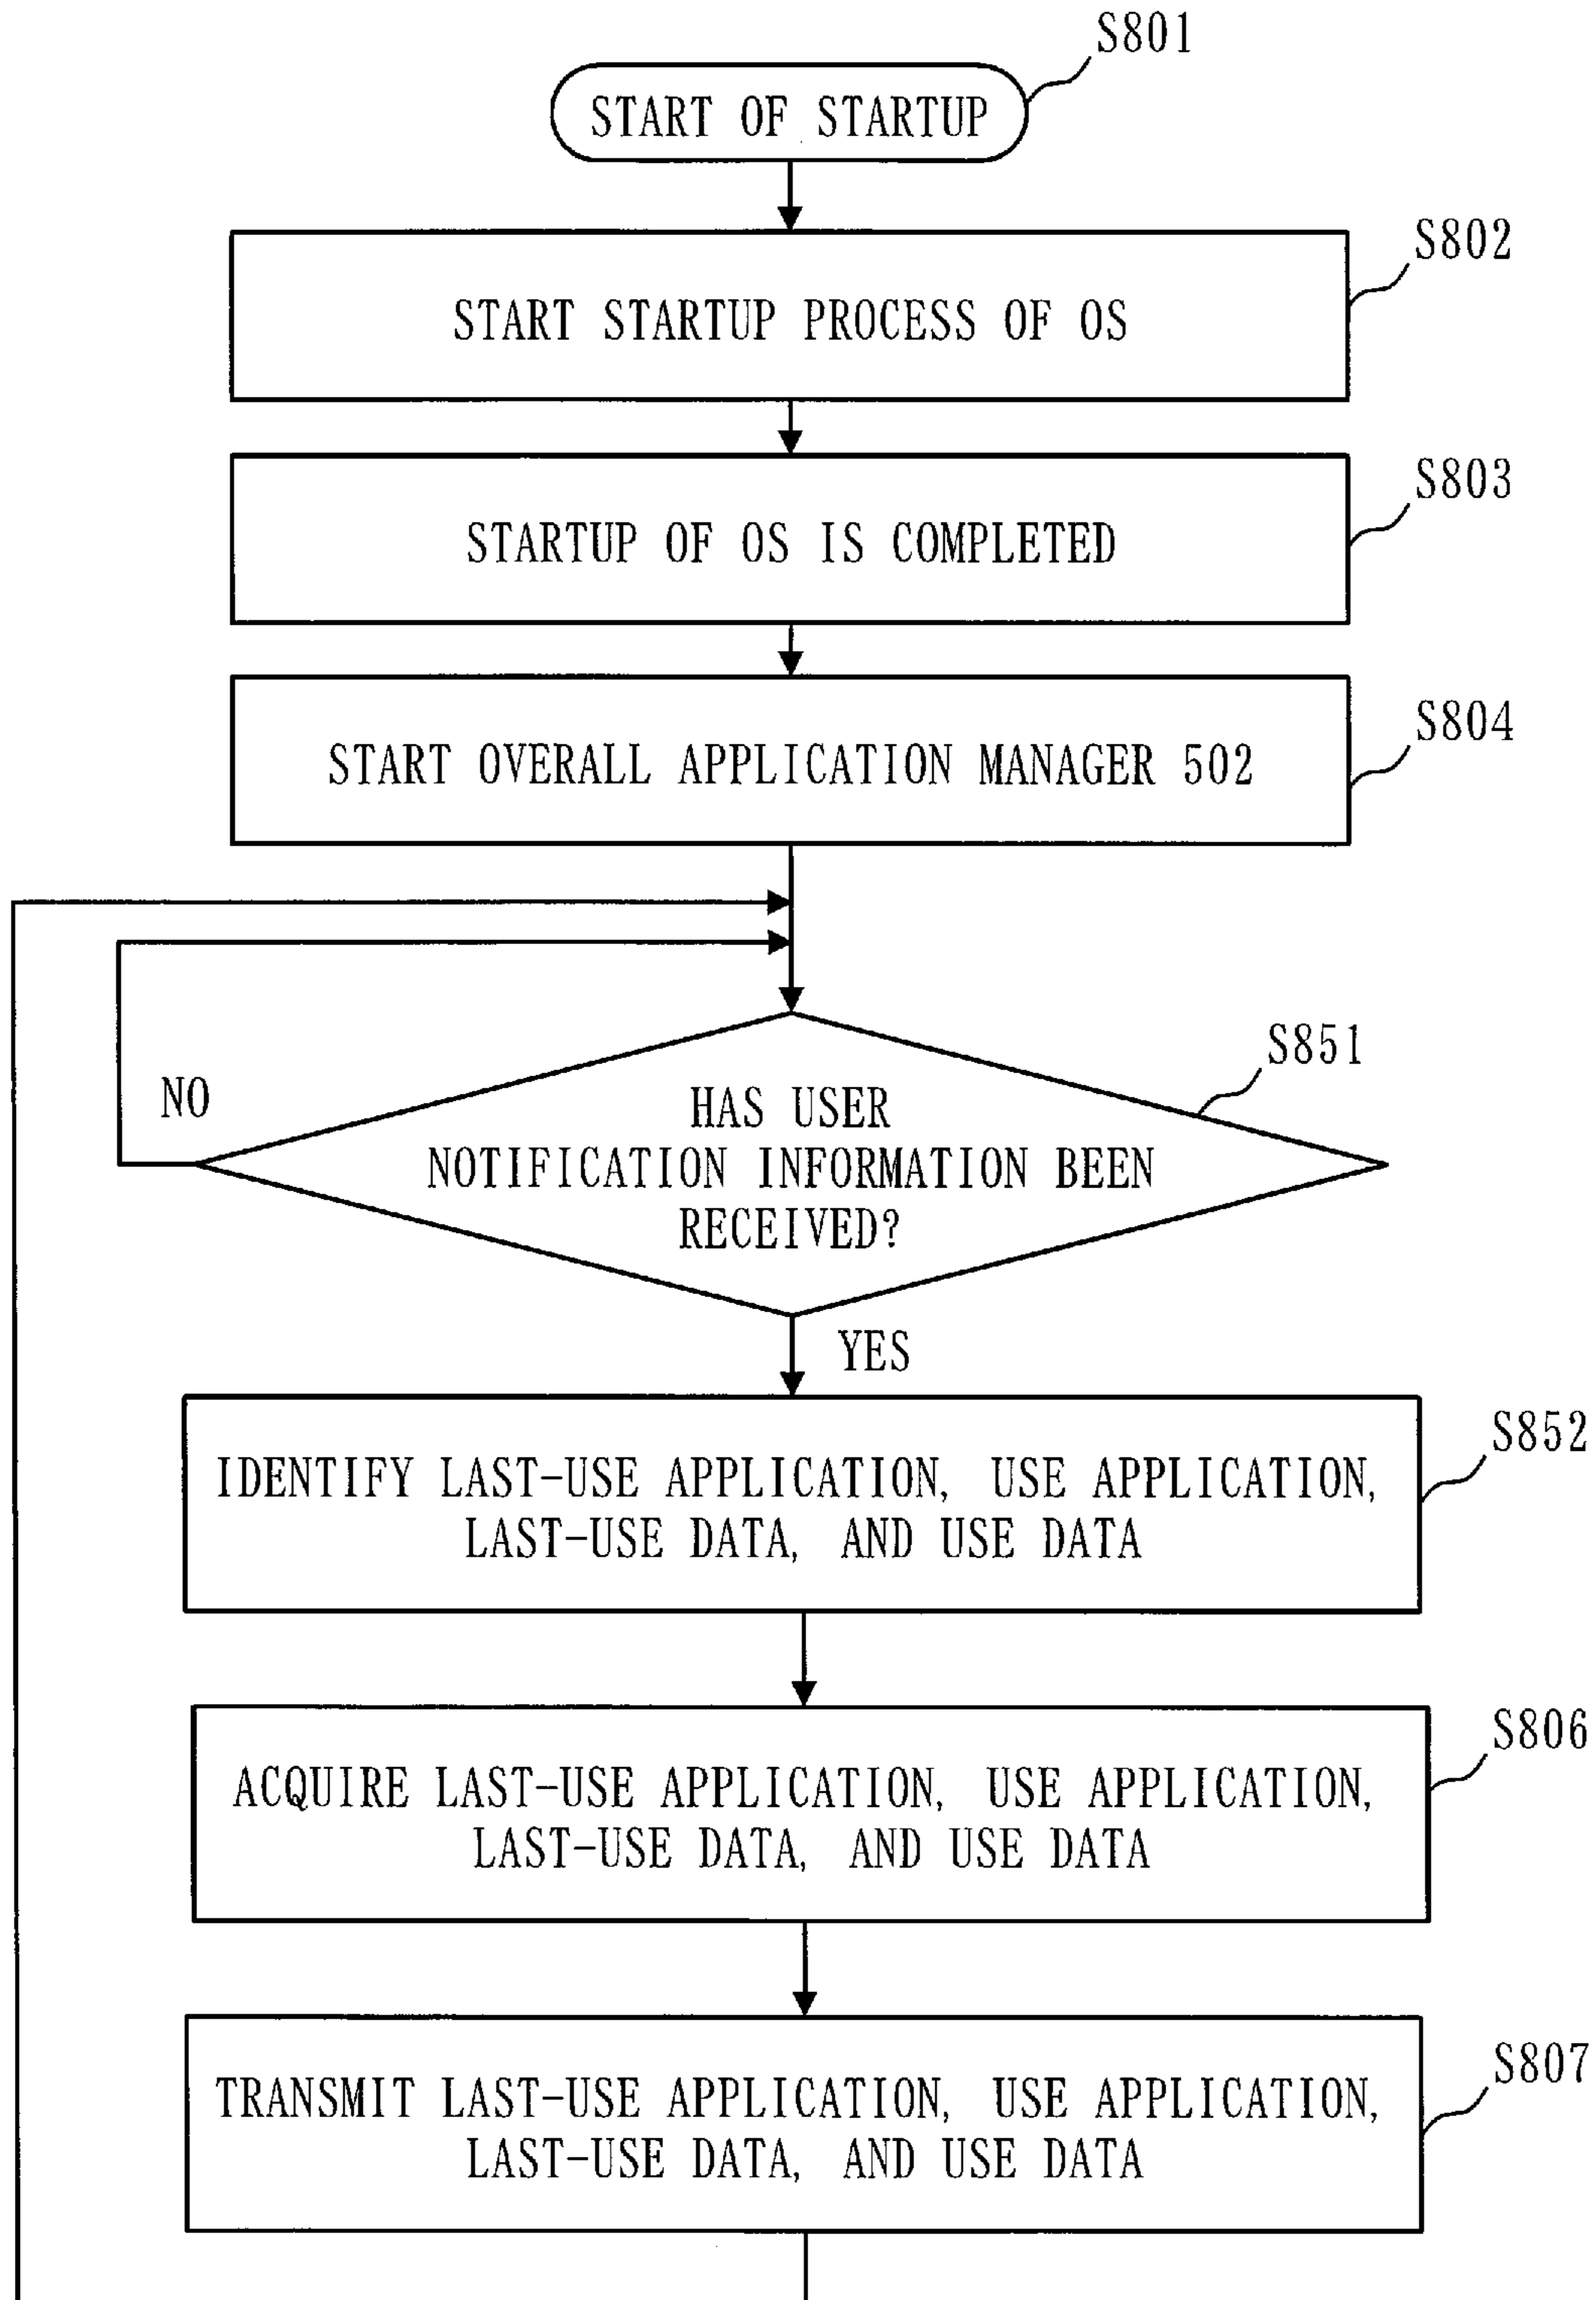 S801
START OF STARTUP
S802
START STARTUP PROCESS OF OS
S803
STARTUP OF OS IS COMPLETED
S804
START OVERALL APPLICATION MANAGER 502
S851
NO
HAS USER
NOTIFICATION INFORMATION BEEN
RECEIVED?
YES
S852
IDENTIFY LAST-USE APPLICATION, USE APPLICATION,
LAST-USE DATA, AND USE DATA
S806
ACQUIRE LAST-USE APPLICATION, USE APPLICATION,
LAST-USE DATA, AND USE DATA
S807
TRANSMIT LAST-USE APPLICATION, USE APPLICATION,
LAST-USE DATA, AND USE DATA